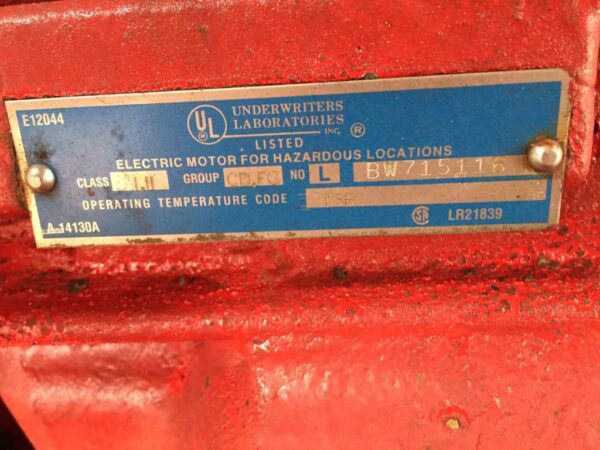 E12044
UL
UNDERWRITERS
LABORATORIES
INC. ®
LISTED
ELECTRIC MOTOR FOR HAZARDOUS LOCATIONS
CLASS GROUP CD,FG NO L BW715116
OPERATING TEMPERATURE CODE T3B
A-14130A
SA LR21839